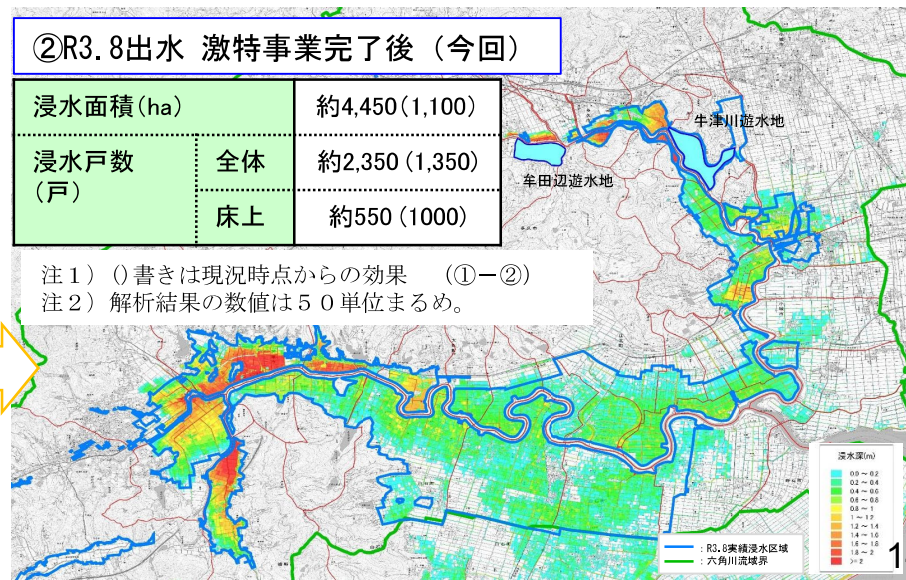 ②R3.8出水 激特事業完了後（今回）
浸水面積(ha) 約4,450(1,100)
浸水戸数(戸) 全体 約2,350(1,350)
床上 約550(1000)
注１）()書きは現況時点からの効果　（①－②）
注２）解析結果の数値は５０単位まるめ。
牛津川遊水地
牟田辺遊水地
浸水深(m)
0.0 ～ 0.2
0.2 ～ 0.4
0.4 ～ 0.6
0.6 ～ 0.8
0.8 ～ 1
1 ～ 1.2
1.2 ～ 1.4
1.4 ～ 1.6
1.6 ～ 1.8
1.8 ～ 2
>= 2
：R3.8実績浸水区域
：六角川流域界
1